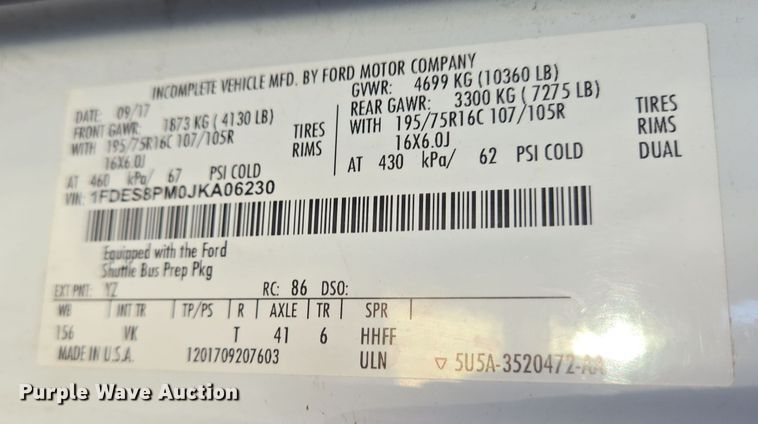 INCOMPLETE VEHICLE MFD. BY FORD MOTOR COMPANY
DATE: 09/17
GVWR: 4699 KG (10360 LB)
FRONT GAWR: 1873 KG (4130 LB)
REAR GAWR: 3300 KG (7275 LB)
WITH 195/75R16C 107/105R TIRES
WITH 195/75R16C 107/105R TIRES
16X6.0J RIMS
16X6.0J RIMS
AT 460 kPa/ 67 PSI COLD
AT 430 kPa/ 62 PSI COLD DUAL
VIN: 1FDES8PM0JKA06230
Equipped with the Ford
Shuttle Bus Prep Pkg
EXT PNT: YZ RC: 86 DSO:
WB | INT TR | TP/PS | R | AXLE | TR | SPR |
156 VK T 41 6 HHFF
MADE IN U.S.A. 1201709207603 ULN ▽ 5U5A-3520472-AA
Purple Wave Auction